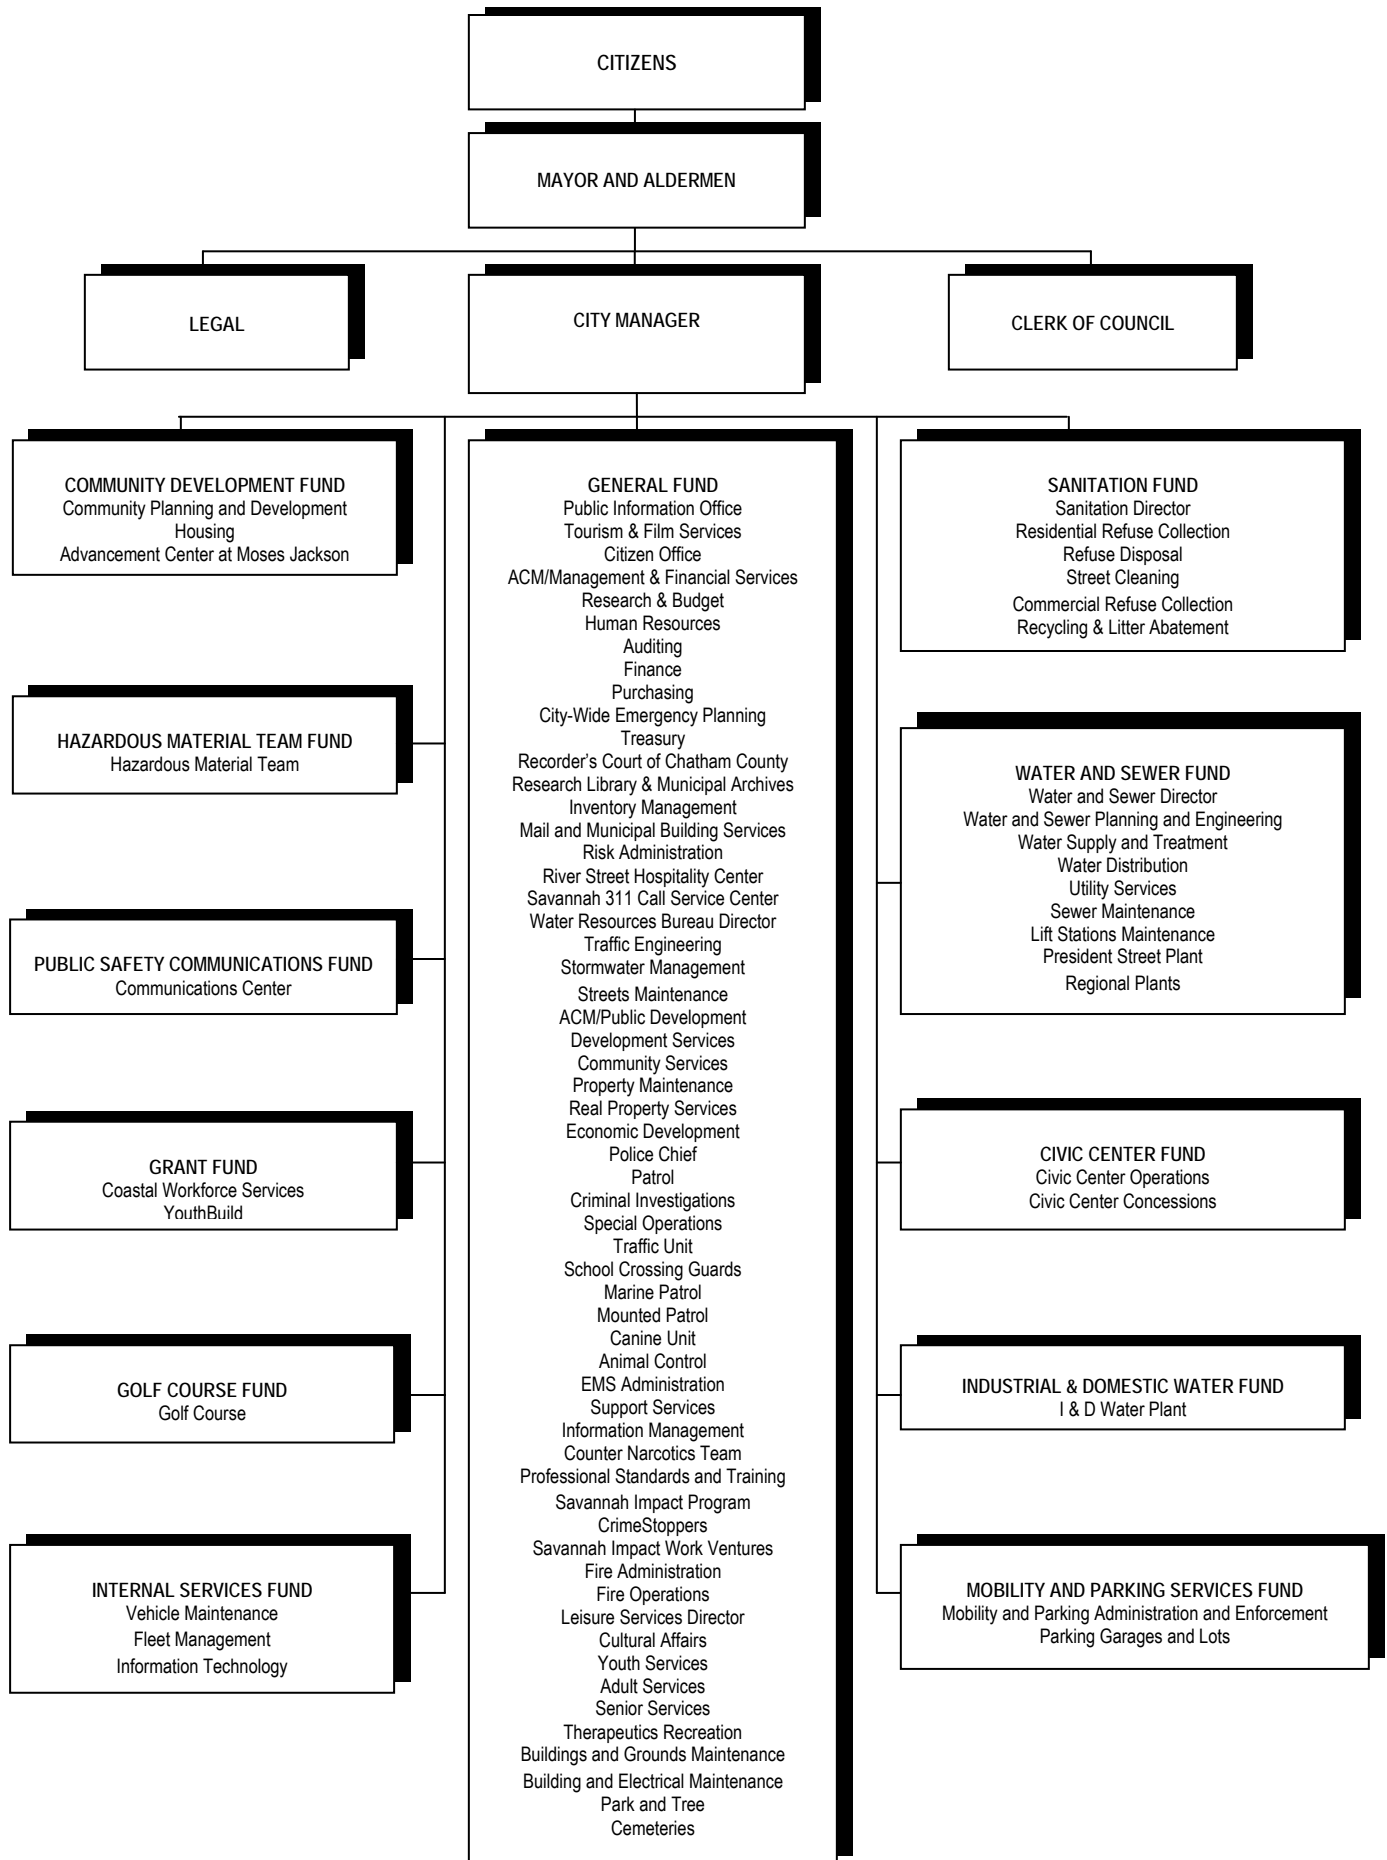 CITIZENS
MAYOR AND ALDERMEN
LEGAL
CITY MANAGER
CLERK OF COUNCIL
COMMUNITY DEVELOPMENT FUND
Community Planning and Development
Housing
Advancement Center at Moses Jackson
HAZARDOUS MATERIAL TEAM FUND
Hazardous Material Team
PUBLIC SAFETY COMMUNICATIONS FUND
Communications Center
GRANT FUND
Coastal Workforce Services
YouthBuild
GOLF COURSE FUND
Golf Course
INTERNAL SERVICES FUND
Vehicle Maintenance
Fleet Management
Information Technology
GENERAL FUND
Public Information Office
Tourism & Film Services
Citizen Office
ACM/Management & Financial Services
Research & Budget
Human Resources
Auditing
Finance
Purchasing
City-Wide Emergency Planning
Treasury
Recorder's Court of Chatham County
Research Library & Municipal Archives
Inventory Management
Mail and Municipal Building Services
Risk Administration
River Street Hospitality Center
Savannah 311 Call Service Center
Water Resources Bureau Director
Traffic Engineering
Stormwater Management
Streets Maintenance
ACM/Public Development
Development Services
Community Services
Property Maintenance
Real Property Services
Economic Development
Police Chief
Patrol
Criminal Investigations
Special Operations
Traffic Unit
School Crossing Guards
Marine Patrol
Mounted Patrol
Canine Unit
Animal Control
EMS Administration
Support Services
Information Management
Counter Narcotics Team
Professional Standards and Training
Savannah Impact Program
CrimeStoppers
Savannah Impact Work Ventures
Fire Administration
Fire Operations
Leisure Services Director
Cultural Affairs
Youth Services
Adult Services
Senior Services
Therapeutics Recreation
Buildings and Grounds Maintenance
Building and Electrical Maintenance
Park and Tree
Cemeteries
SANITATION FUND
Sanitation Director
Residential Refuse Collection
Refuse Disposal
Street Cleaning
Commercial Refuse Collection
Recycling & Litter Abatement
WATER AND SEWER FUND
Water and Sewer Director
Water and Sewer Planning and Engineering
Water Supply and Treatment
Water Distribution
Utility Services
Sewer Maintenance
Lift Stations Maintenance
President Street Plant
Regional Plants
CIVIC CENTER FUND
Civic Center Operations
Civic Center Concessions
INDUSTRIAL & DOMESTIC WATER FUND
I & D Water Plant
MOBILITY AND PARKING SERVICES FUND
Mobility and Parking Administration and Enforcement
Parking Garages and Lots